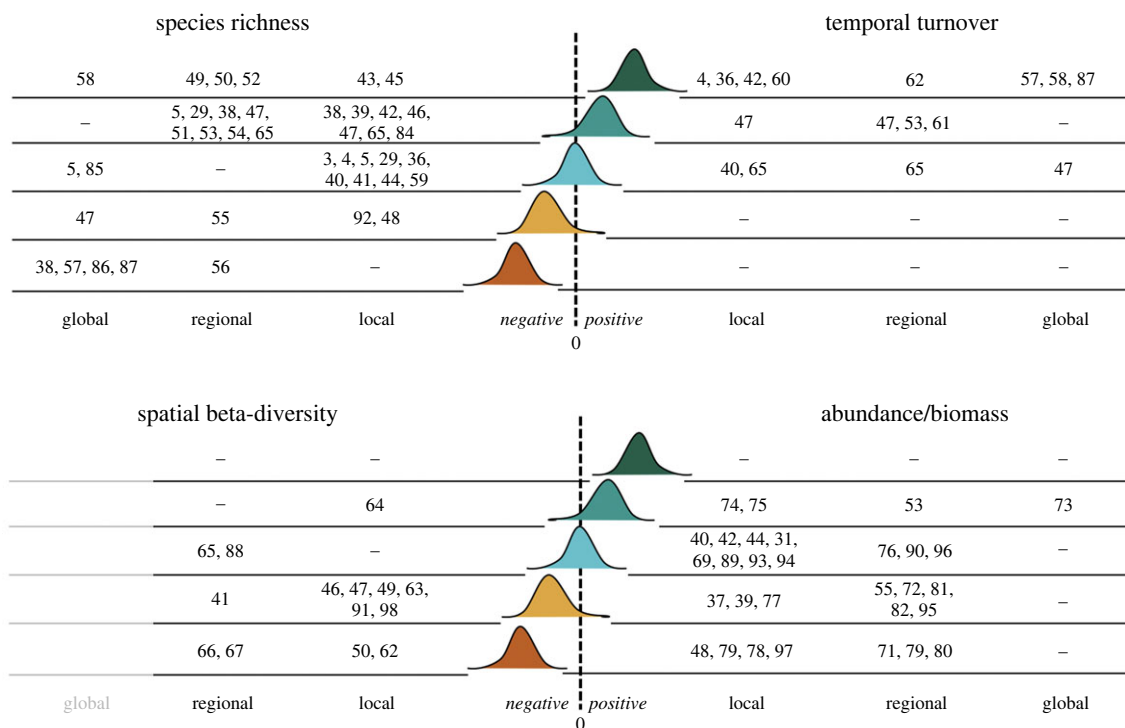 species richness temporal turnover
58 49, 50, 52 43, 45 4, 36, 42, 60 62 57, 58, 87
– 5, 29, 38, 47, 38, 39, 42, 46, 47 47, 53, 61 –
51, 53, 54, 65 47, 65, 84
5, 85 – 3, 4, 5, 29, 36, 40, 65 65 47
40, 41, 44, 59
47 55 92, 48 – – –
38, 57, 86, 87 56 – – – –
global regional local negative positive local regional global
0
spatial beta-diversity abundance/biomass
– – – – –
– 64 74, 75 53 73
65, 88 – 40, 42, 44, 31, 76, 90, 96 –
69, 89, 93, 94
41 46, 47, 49, 63, 37, 39, 77 55, 72, 81, –
91, 98 82, 95
66, 67 50, 62 48, 79, 78, 97 71, 79, 80 –
global regional local negative positive local regional global
0